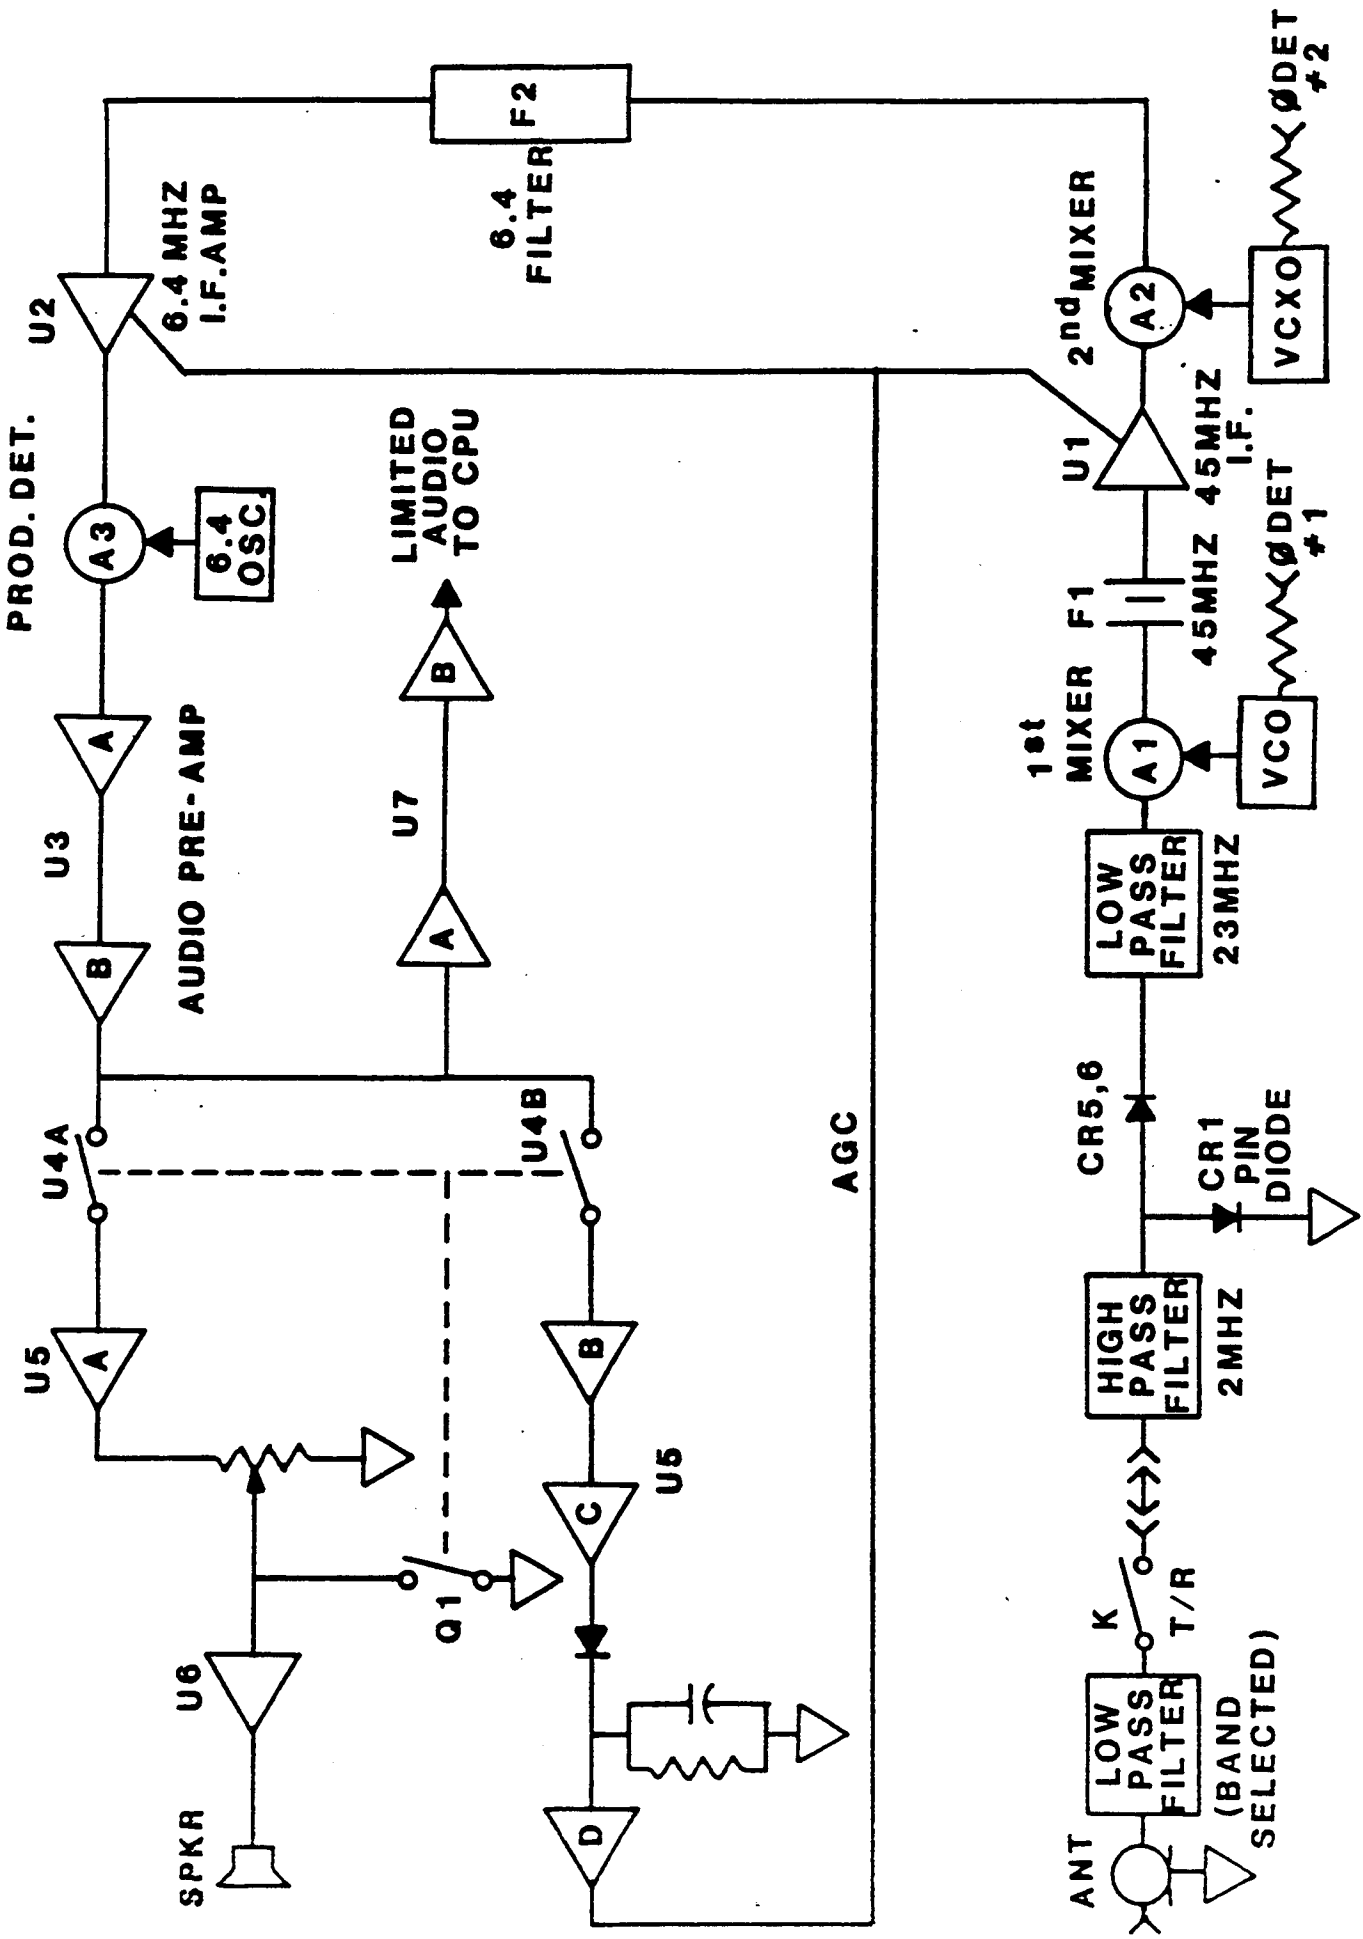 SPKR
U6
U5
A
U4A
B
U3
A
AUDIO PRE-AMP
PROD. DET.
A3
6.4
OSC.
U2
6.4 MHZ
I.F. AMP
Q1
U4B
A
U7
B
LIMITED
AUDIO
TO CPU
6.4
FILTER
F2
D
C
U5
B
AGC
ANT
LOW
PASS
FILTER
(BAND
SELECTED)
K
T/R
HIGH
PASS
FILTER
2MHZ
CR5,6
CR1
PIN
DIODE
LOW
PASS
FILTER
23MHZ
1st
MIXER
A1
VCO
ØDET
#1
F1
45MHZ
U1
45MHZ
I.F.
2nd MIXER
A2
VCXO
ØDET
#2